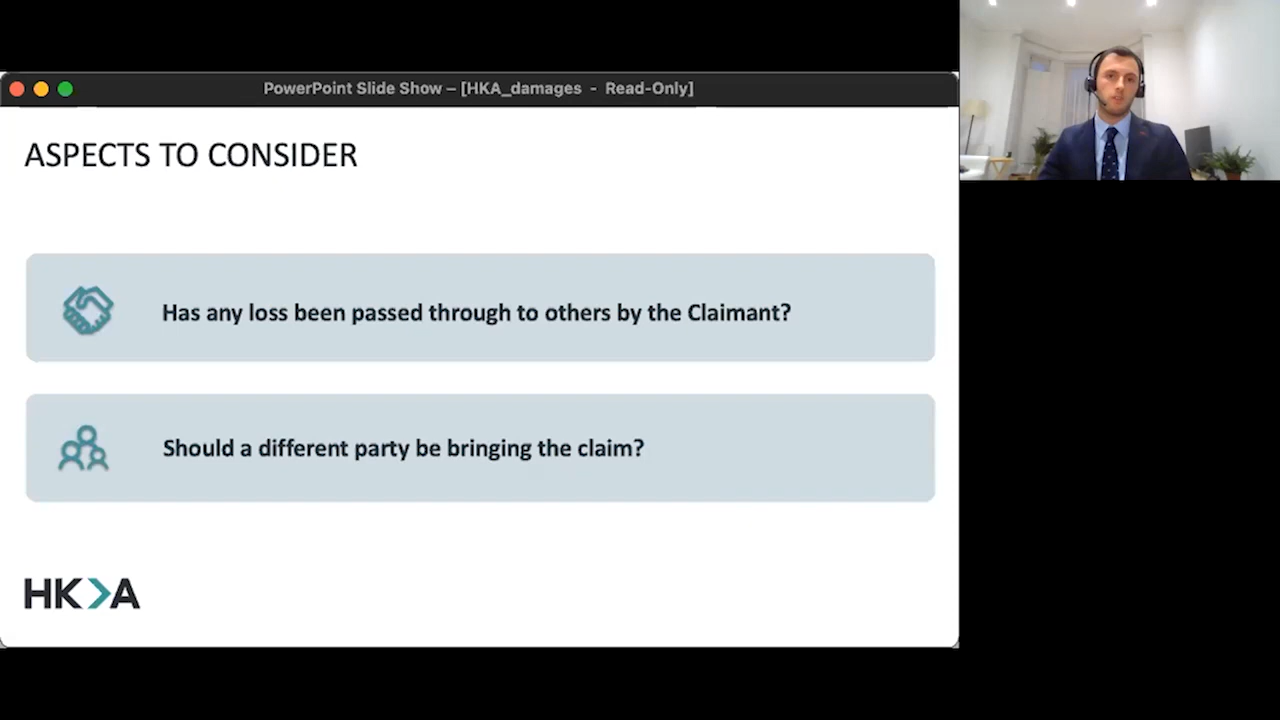 PowerPoint Slide Show – [HKA_damages - Read-Only]
ASPECTS TO CONSIDER
Has any loss been passed through to others by the Claimant?
Should a different party be bringing the claim?
HKA